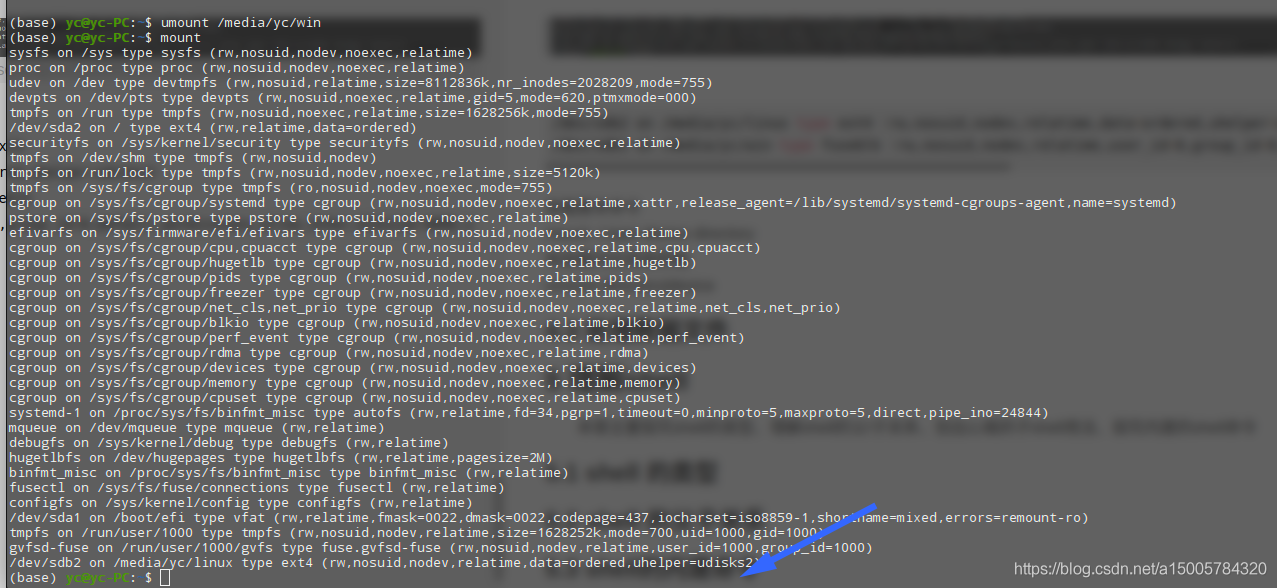 (base) yc@yc-PC:~$ umount /media/yc/win
(base) yc@yc-PC:~$ mount
sysfs on /sys type sysfs (rw,nosuid,nodev,noexec,relatime)
proc on /proc type proc (rw,nosuid,nodev,noexec,relatime)
udev on /dev type devtmpfs (rw,nosuid,relatime,size=8112836k,nr_inodes=2028209,mode=755)
devpts on /dev/pts type devpts (rw,nosuid,noexec,relatime,gid=5,mode=620,ptmxmode=000)
tmpfs on /run type tmpfs (rw,nosuid,noexec,relatime,size=1628256k,mode=755)
/dev/sda2 on / type ext4 (rw,relatime,data=ordered)
securityfs on /sys/kernel/security type securityfs (rw,nosuid,nodev,noexec,relatime)
tmpfs on /dev/shm type tmpfs (rw,nosuid,nodev)
tmpfs on /run/lock type tmpfs (rw,nosuid,nodev,noexec,relatime,size=5120k)
tmpfs on /sys/fs/cgroup type tmpfs (ro,nosuid,nodev,noexec,mode=755)
cgroup on /sys/fs/cgroup/systemd type cgroup (rw,nosuid,nodev,noexec,relatime,xattr,release_agent=/lib/systemd/systemd-cgroups-agent,name=systemd)
pstore on /sys/fs/pstore type pstore (rw,nosuid,nodev,noexec,relatime)
efivarfs on /sys/firmware/efi/efivars type efivarfs (rw,nosuid,nodev,noexec,relatime)
cgroup on /sys/fs/cgroup/cpu,cpuacct type cgroup (rw,nosuid,nodev,noexec,relatime,cpu,cpuacct)
cgroup on /sys/fs/cgroup/hugetlb type cgroup (rw,nosuid,nodev,noexec,relatime,hugetlb)
cgroup on /sys/fs/cgroup/pids type cgroup (rw,nosuid,nodev,noexec,relatime,pids)
cgroup on /sys/fs/cgroup/freezer type cgroup (rw,nosuid,nodev,noexec,relatime,freezer)
cgroup on /sys/fs/cgroup/net_cls,net_prio type cgroup (rw,nosuid,nodev,noexec,relatime,net_cls,net_prio)
cgroup on /sys/fs/cgroup/blkio type cgroup (rw,nosuid,nodev,noexec,relatime,blkio)
cgroup on /sys/fs/cgroup/perf_event type cgroup (rw,nosuid,nodev,noexec,relatime,perf_event)
cgroup on /sys/fs/cgroup/rdma type cgroup (rw,nosuid,nodev,noexec,relatime,rdma)
cgroup on /sys/fs/cgroup/devices type cgroup (rw,nosuid,nodev,noexec,relatime,devices)
cgroup on /sys/fs/cgroup/memory type cgroup (rw,nosuid,nodev,noexec,relatime,memory)
cgroup on /sys/fs/cgroup/cpuset type cgroup (rw,nosuid,nodev,noexec,relatime,cpuset)
systemd-1 on /proc/sys/fs/binfmt_misc type autofs (rw,relatime,fd=34,pgrp=1,timeout=0,minproto=5,maxproto=5,direct,pipe_ino=24844)
mqueue on /dev/mqueue type mqueue (rw,relatime)
debugfs on /sys/kernel/debug type debugfs (rw,relatime)
hugetlbfs on /dev/hugepages type hugetlbfs (rw,relatime,pagesize=2M)
binfmt_misc on /proc/sys/fs/binfmt_misc type binfmt_misc (rw,relatime)
fusectl on /sys/fs/fuse/connections type fusectl (rw,relatime)
configfs on /sys/kernel/config type configfs (rw,relatime)
/dev/sda1 on /boot/efi type vfat (rw,relatime,fmask=0022,dmask=0022,codepage=437,iocharset=iso8859-1,shortname=mixed,errors=remount-ro)
tmpfs on /run/user/1000 type tmpfs (rw,nosuid,nodev,relatime,size=1628252k,mode=700,uid=1000,gid=1000)
gvfsd-fuse on /run/user/1000/gvfs type fuse.gvfsd-fuse (rw,nosuid,nodev,relatime,user_id=1000,group_id=1000)
/dev/sdb2 on /media/yc/linux type ext4 (rw,nosuid,nodev,relatime,data=ordered,uhelper=udisks2)
(base) yc@yc-PC:~$
https://blog.csdn.net/a15005784320